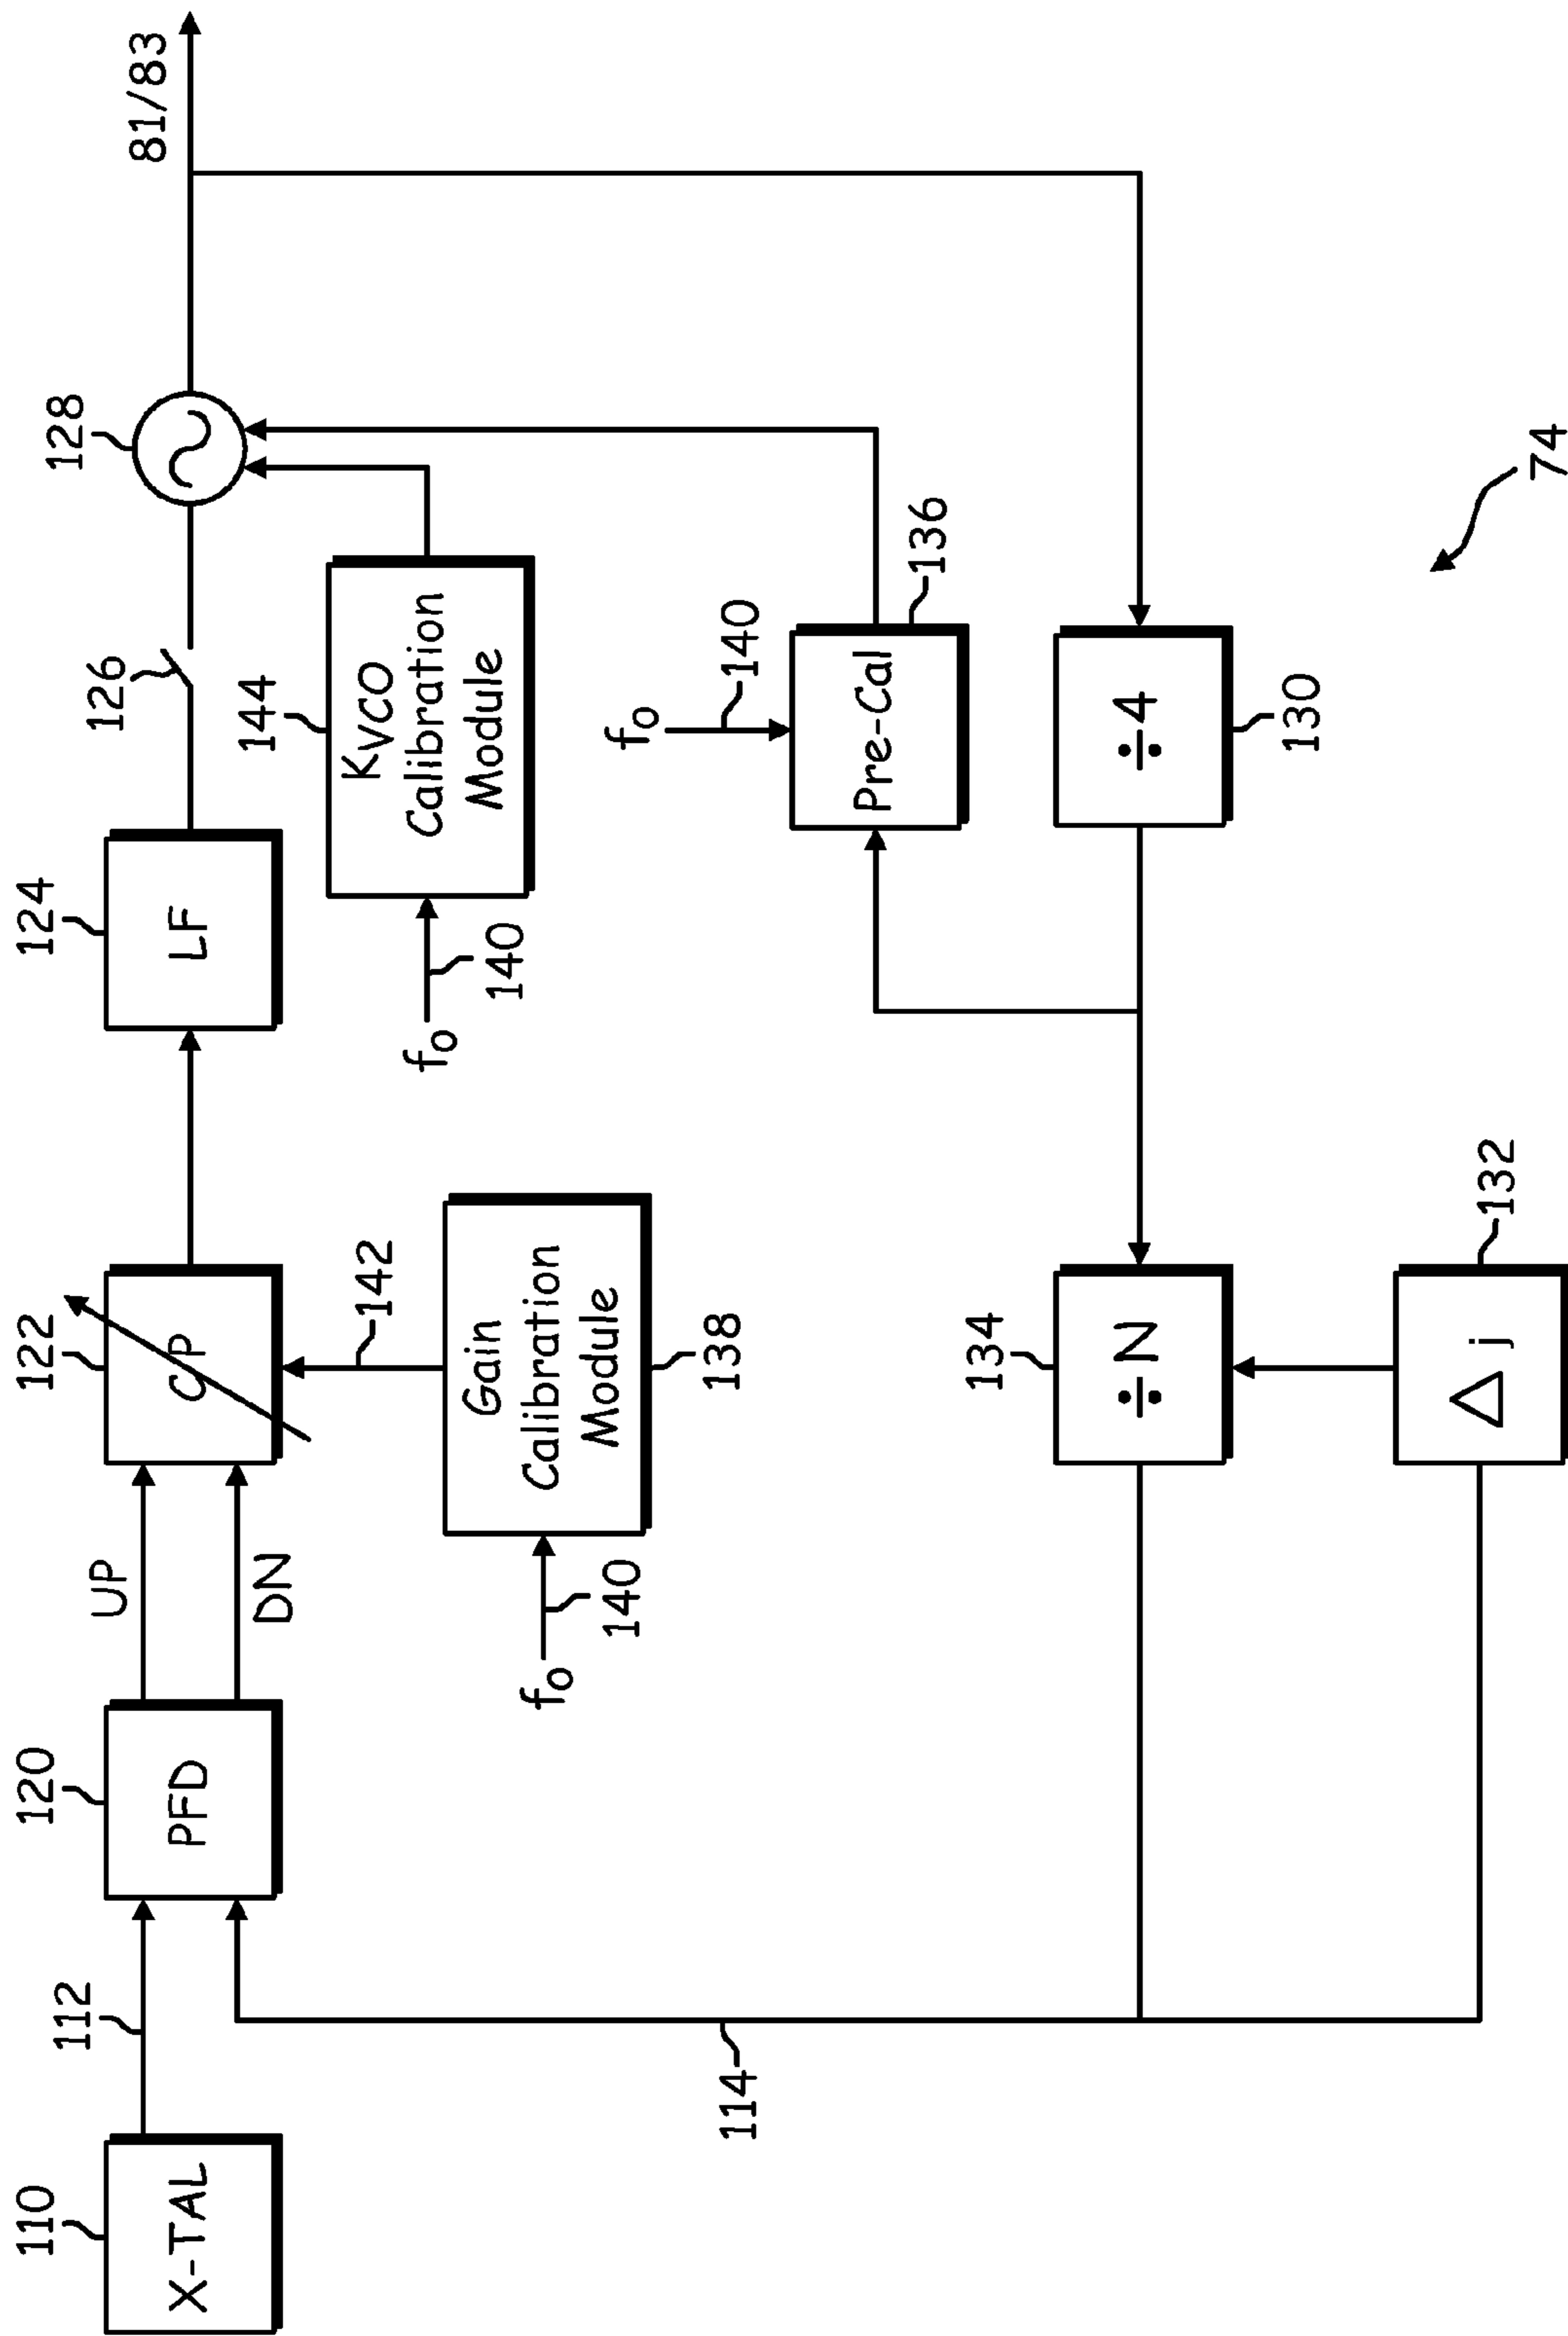 110
X-TAL
112
120
PFD
UP
DN
122
CP
124
LF
126
128
81/83
142
Gain
Calibration
Module
138
fo
140
144
KVCO
Calibration
Module
fo
140
fo
140
Pre-Cal
136
114
134
÷N
÷4
130
Δj
132
74